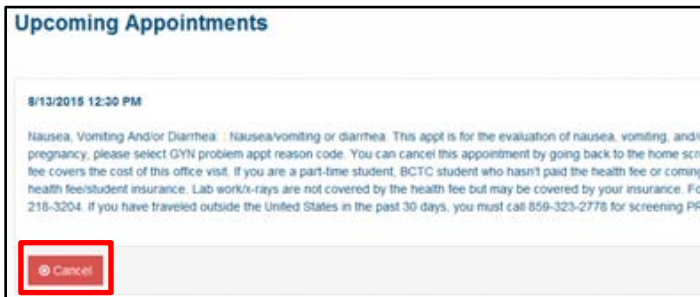 Upcoming Appointments
8/13/2015 12:30 PM
Nausea, Vomiting And/or Diarrhea: : Nausea/vomiting or diarrhea. This appt is for the evaluation of nausea, vomiting, and/
pregnancy, please select GYN problem appt reason code. You can cancel this appointment by going back to the home
fee covers the cost of this office visit. If you are a part-time student, BCTC student who hasn't paid the health fee or coming
health fee/student insurance. Lab work/x-rays are not covered by the health fee but may be covered by your insurance.
218-3204. If you have traveled outside the United States in the past 30 days, you must call 859-323-2778 for screening
Cancel